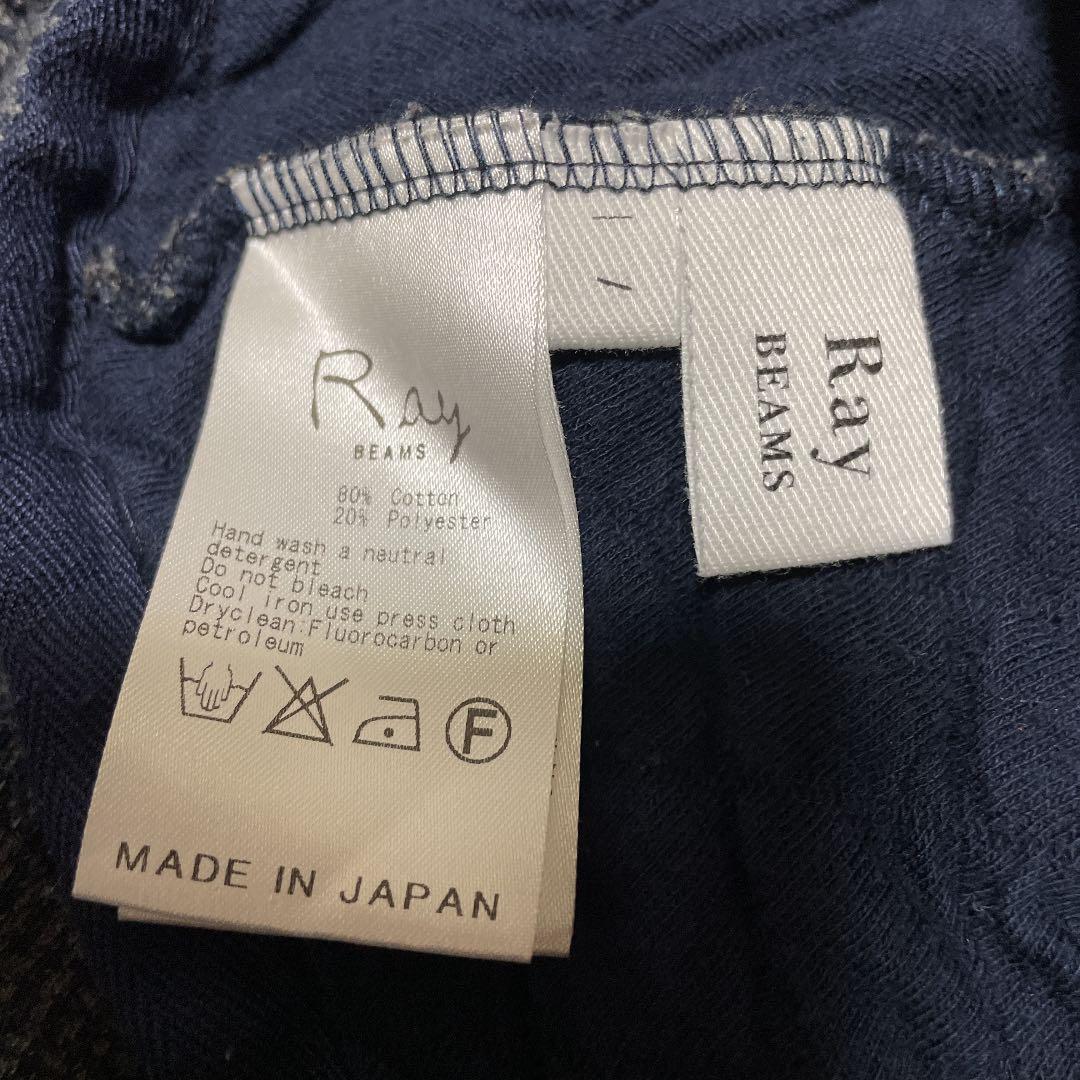 Ray
BEAMS
80% Cotton
20% Polyester
Hand wash a neutral
detergent
Do not bleach
Cool iron use press cloth
Dryclean:Fluorocarbon or
petroleum
F
MADE IN JAPAN
Ray
BEAMS